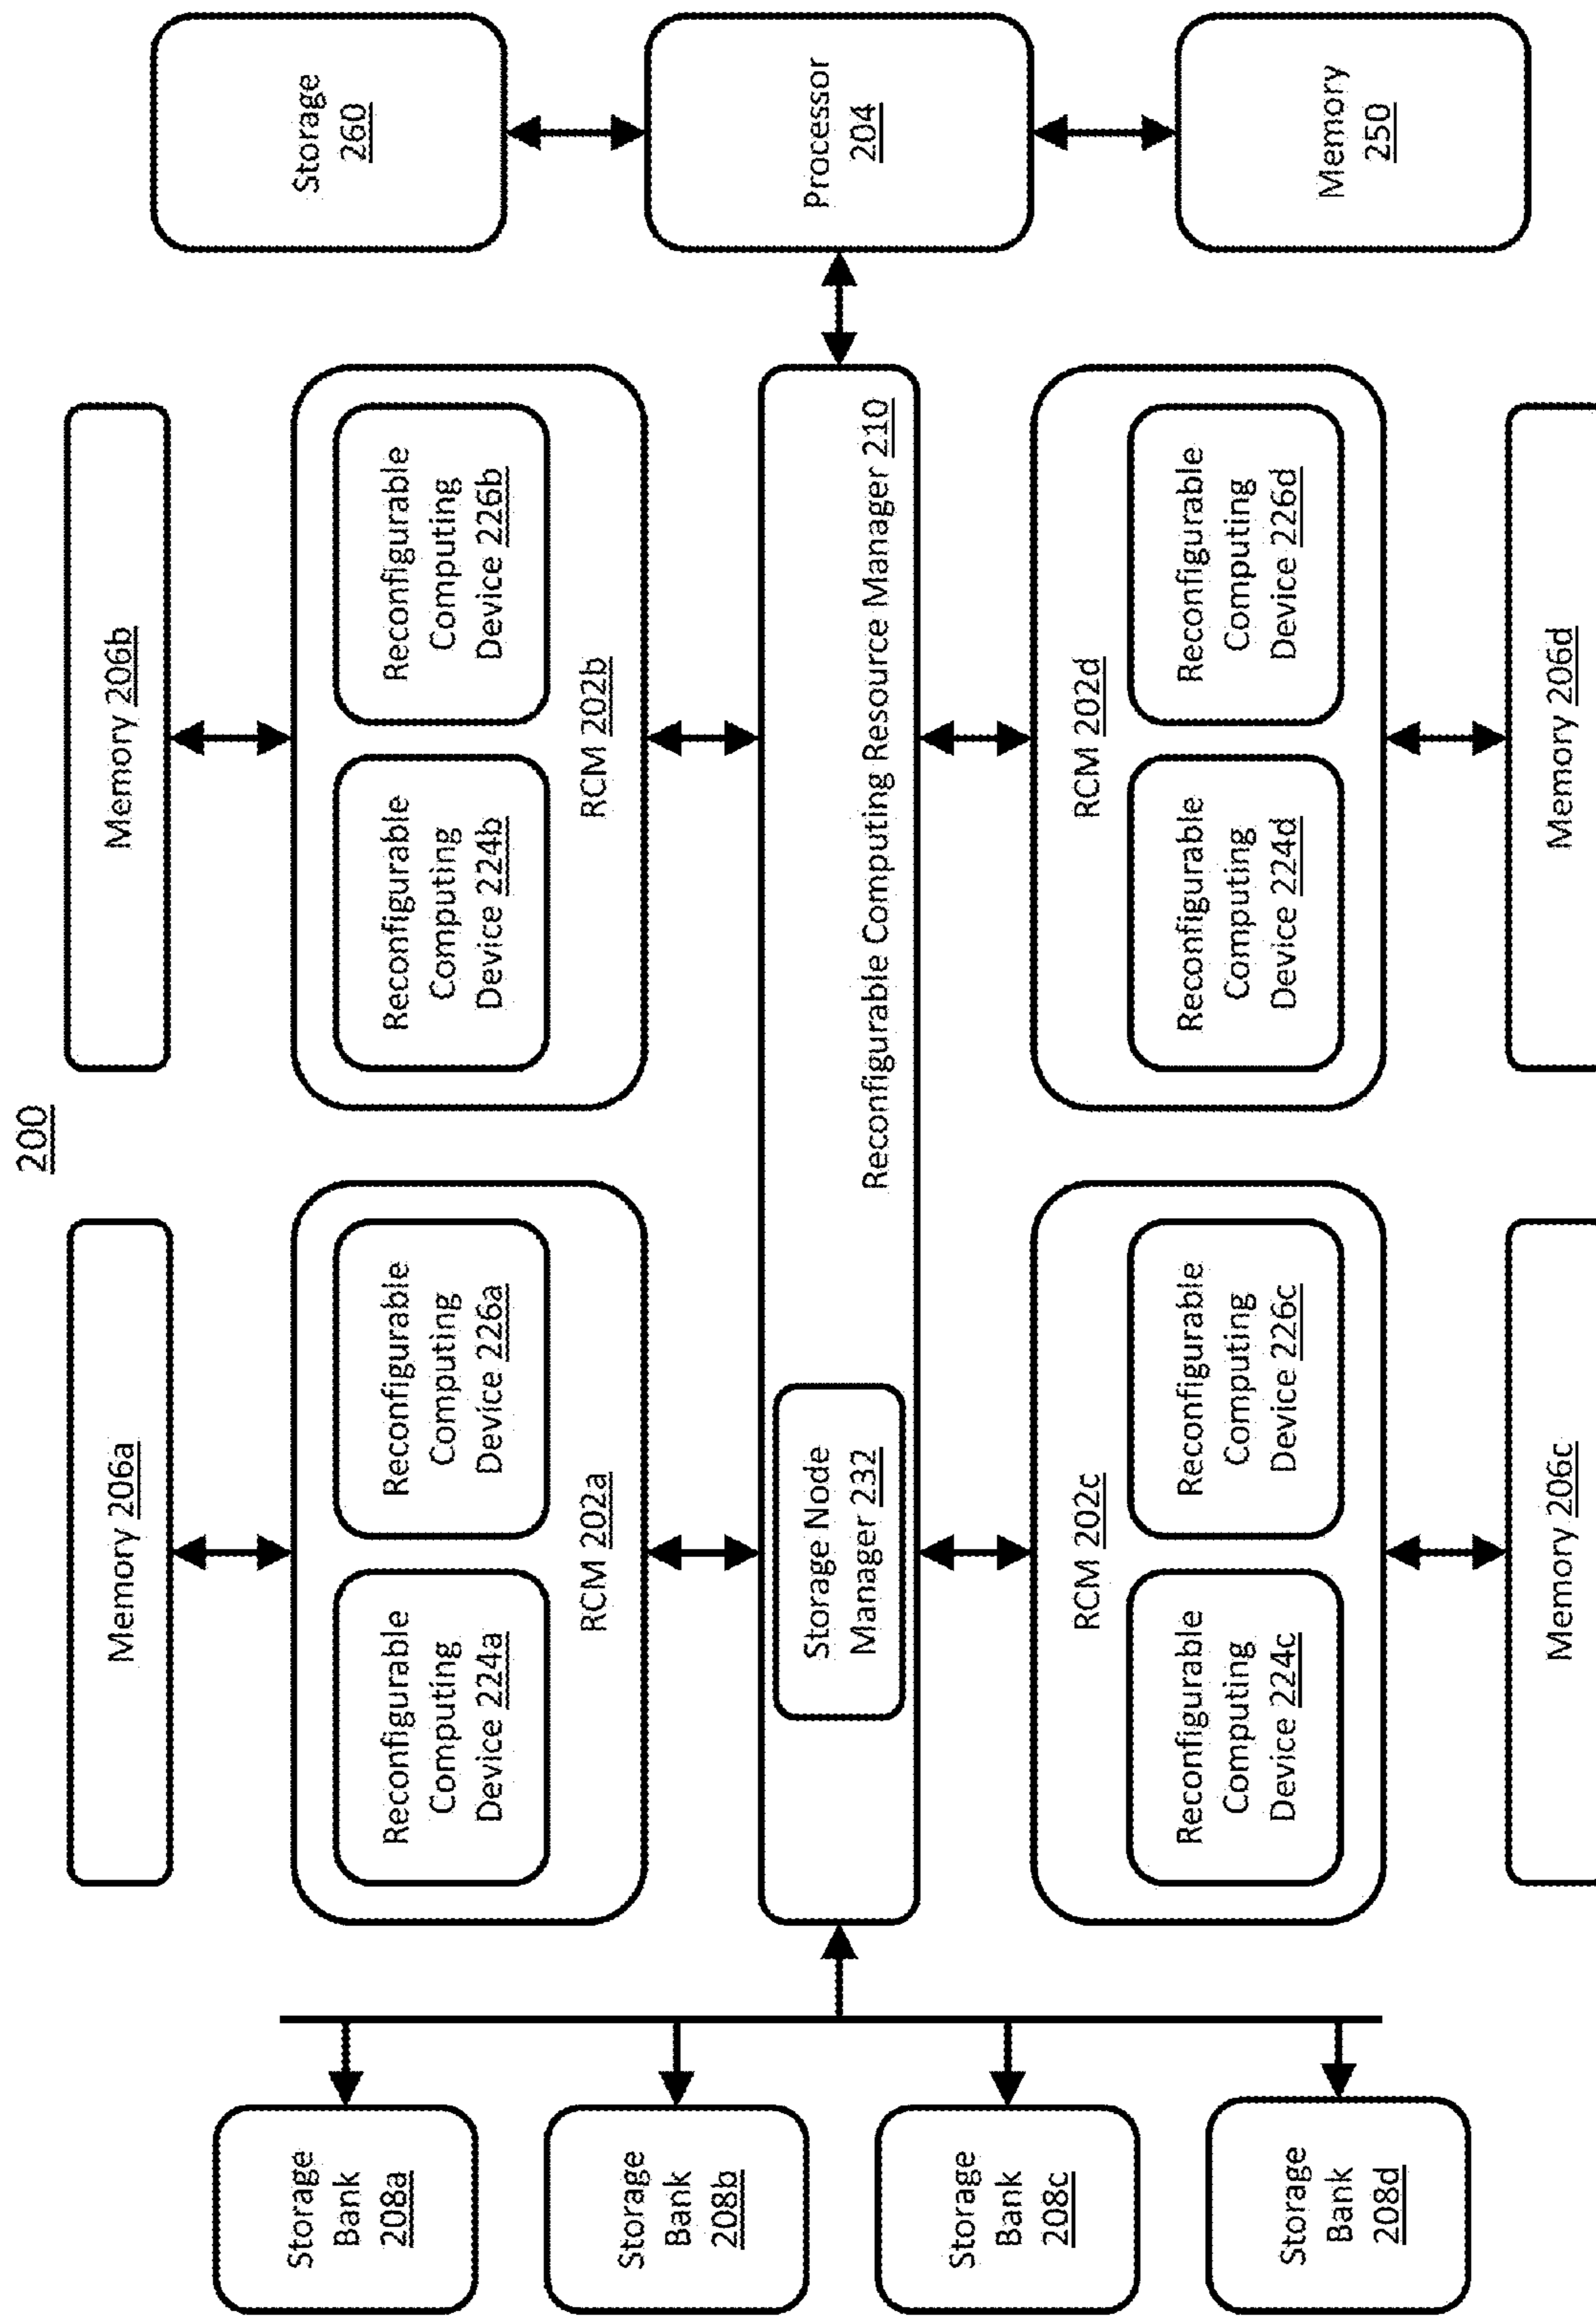 200
Memory 206a
Memory 206b
Storage
260
Reconfigurable
Computing
Device 224a
Reconfigurable
Computing
Device 226a
RCM 202a
Reconfigurable
Computing
Device 224b
Reconfigurable
Computing
Device 226b
RCM 202b
Storage
Bank
208a
Storage
Bank
208b
Storage
Bank
208c
Storage
Bank
208d
Storage Node
Manager 232
Reconfigurable Computing Resource Manager 210
Processor
204
RCM 202c
Reconfigurable
Computing
Device 224c
Reconfigurable
Computing
Device 226c
RCM 202d
Reconfigurable
Computing
Device 224d
Reconfigurable
Computing
Device 226d
Memory
250
Memory 206c
Memory 206d